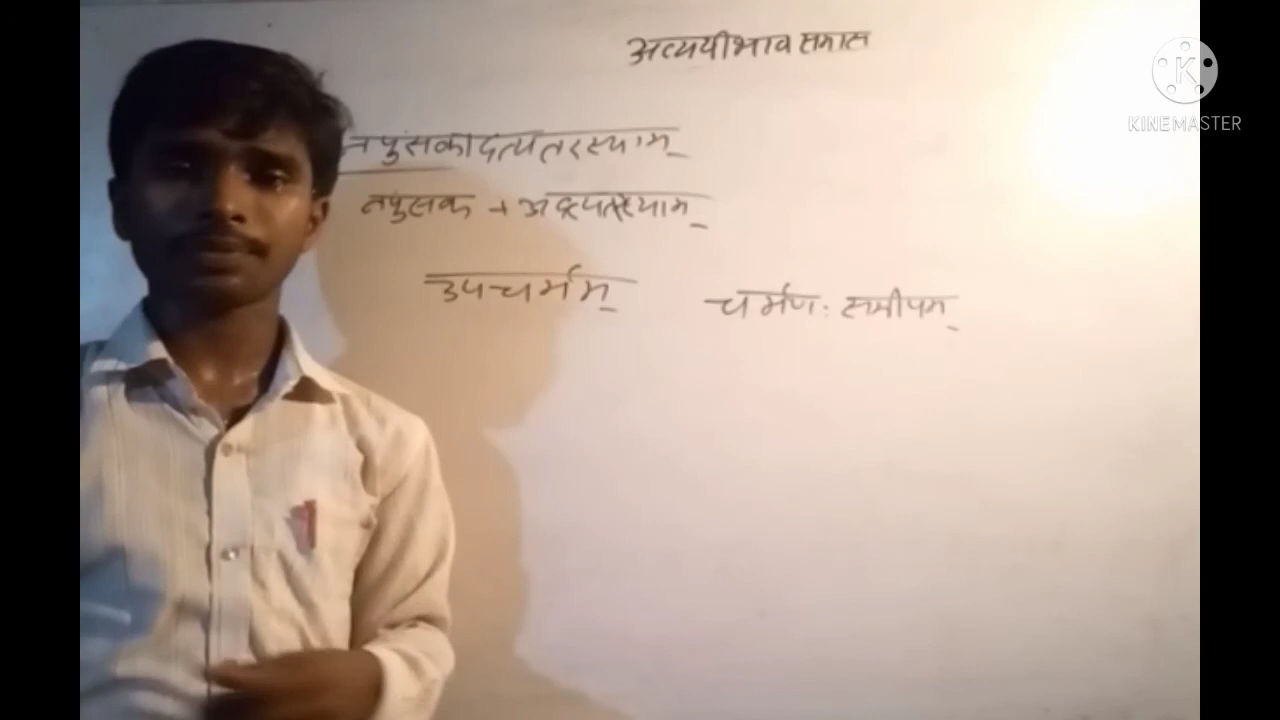 अव्ययीभाव समास
नपुंसकादन्यतरस्याम्
नपुंसक + अन्यतरस्याम्
उपचर्मम् चर्मणः समीपम्
KINEMASTER